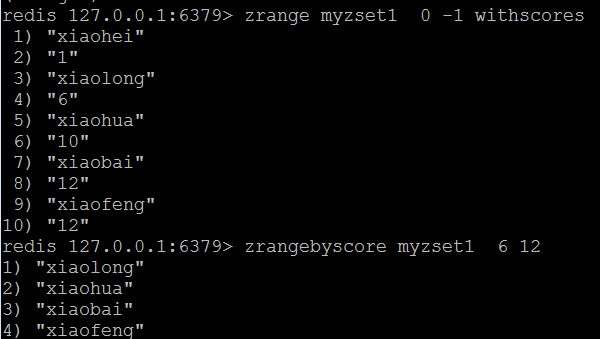 redis 127.0.0.1:6379> zrange myzset1  0 -1 withscores
 1) "xiaohei"
 2) "1"
 3) "xiaolong"
 4) "6"
 5) "xiaohua"
 6) "10"
 7) "xiaobai"
 8) "12"
 9) "xiaofeng"
10) "12"
redis 127.0.0.1:6379> zrangebyscore myzset1  6 12
1) "xiaolong"
2) "xiaohua"
3) "xiaobai"
4) "xiaofeng"